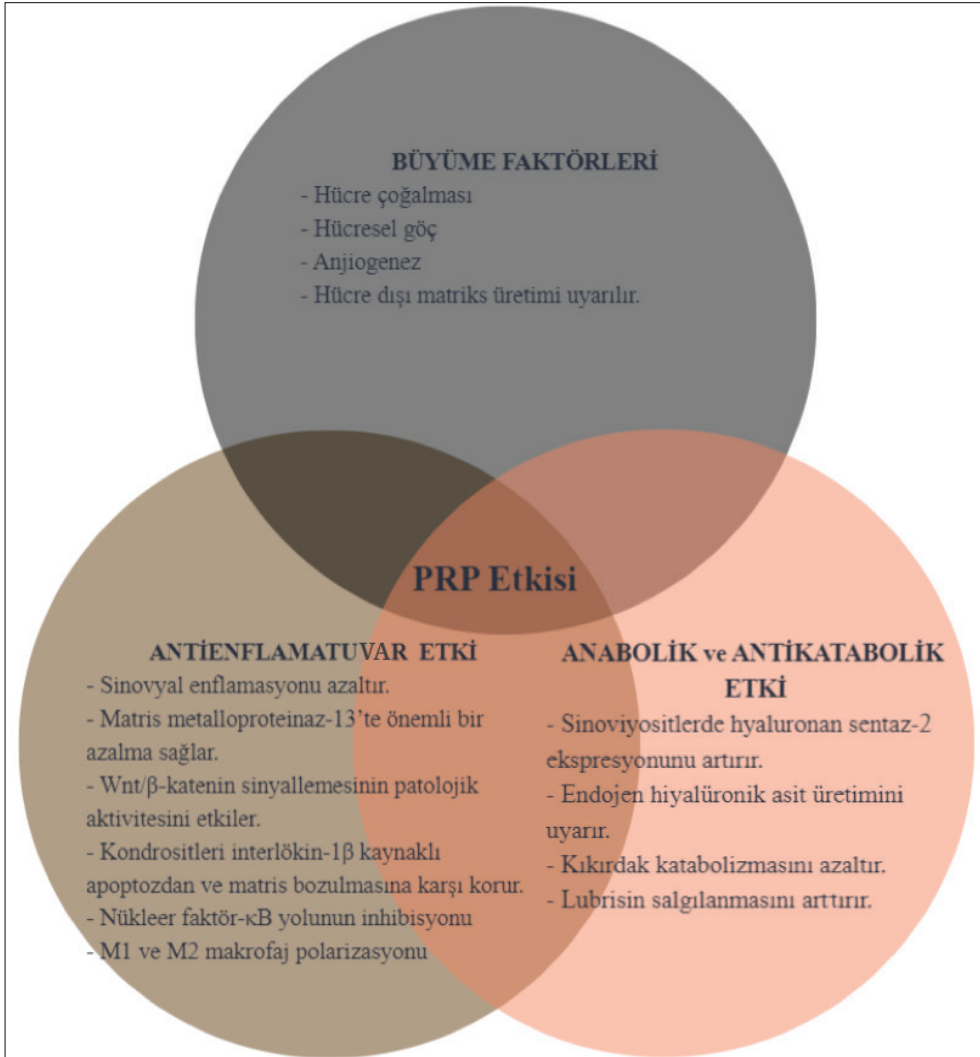 BÜYÜME FAKTÖRLERİ
- Hücre çoğalması
- Hücresel göç
- Anjiogenez
- Hücre dışı matriks üretimi uyarılır.
PRP Etkisi
ANTİENFLAMATUVAR ETKİ
- Sinovyal enflamasyonu azaltır.
- Matris metalloproteinaz-13’te önemli bir
azalma sağlar.
- Wnt/β-katenin sinyallemesinin patolojik
aktivitesini etkiler.
- Kondrositleri interlökin-1β kaynaklı
apoptozdan ve matris bozulmasına karşı korur.
- Nükleer faktör-κB yolunun inhibisyonu
- M1 ve M2 makrofaj polarizasyonu
ANABOLİK ve ANTİKATABOLİK
ETKİ
- Sinoviyositlerde hyaluronan sentaz-2
ekspresyonunu artırır.
- Endojen hiyalüronik asit üretimini
uyarır.
- Kıkırdak katabolizmasını azaltır.
- Lubrisin salgılanmasını arttırır.